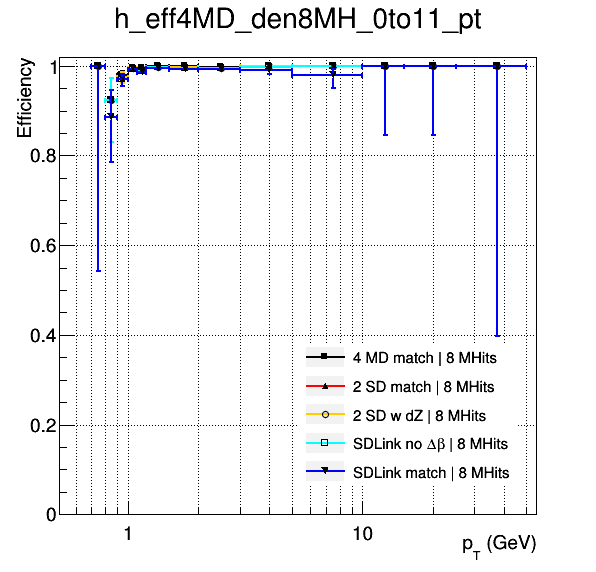 h_eff4MD_den8MH_0to11_pt
Efficiency
1
0.8
0.6
0.4
0.2
0
4 MD match | 8 MHits
2 SD match | 8 MHits
2 SD w dZ | 8 MHits
SDLink no Δβ | 8 MHits
SDLink match | 8 MHits
1
10
p_T (GeV)